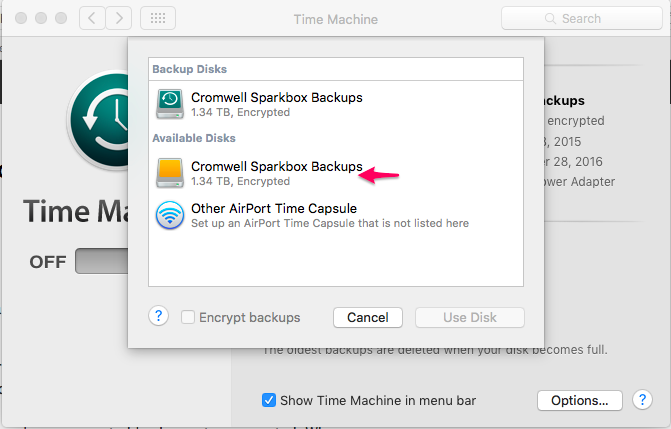 Time Machine
Search
Backup Disks
Cromwell Sparkbox Backups
1.34 TB, Encrypted
Available Disks
Cromwell Sparkbox Backups
1.34 TB, Encrypted
Other AirPort Time Capsule
Set up an AirPort Time Capsule that is not listed here
ackups
encrypted
8, 2015
er 28, 2016
ower Adapter
Time Ma
OFF
?
Encrypt backups
Cancel
Use Disk
The oldest backups are deleted when your disk becomes full.
Show Time Machine in menu bar
Options...
?